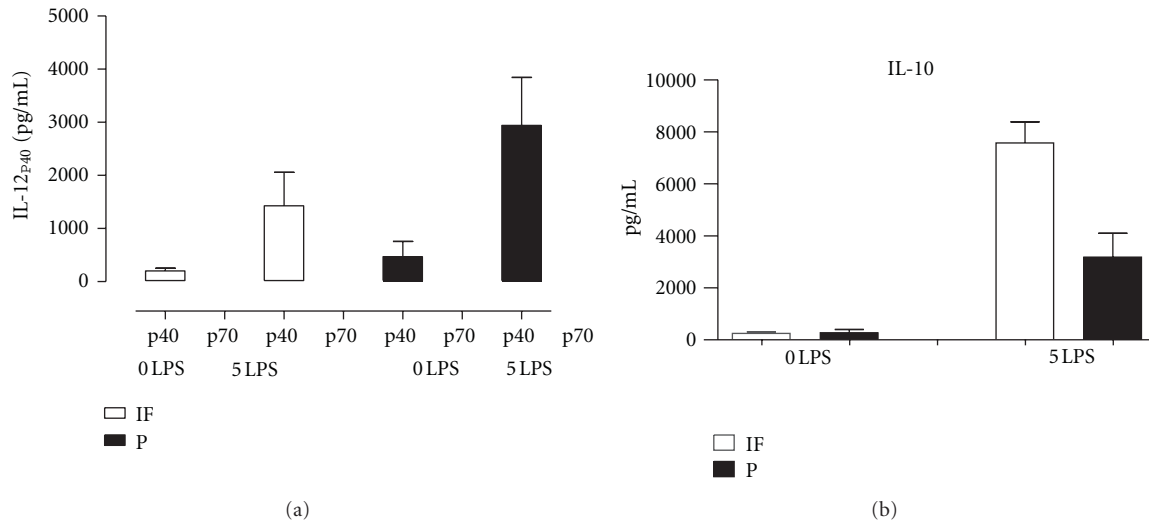 5000
4000
3000
2000
1000
0
IL-12p40 (pg/mL)
p40 p70 p40 p70 p40 p70 p40 p70
0 LPS 5 LPS 0 LPS 5 LPS
IF
P
(a)
IL-10
10000
8000
6000
4000
2000
0
pg/mL
0 LPS 5 LPS
IF
P
(b)